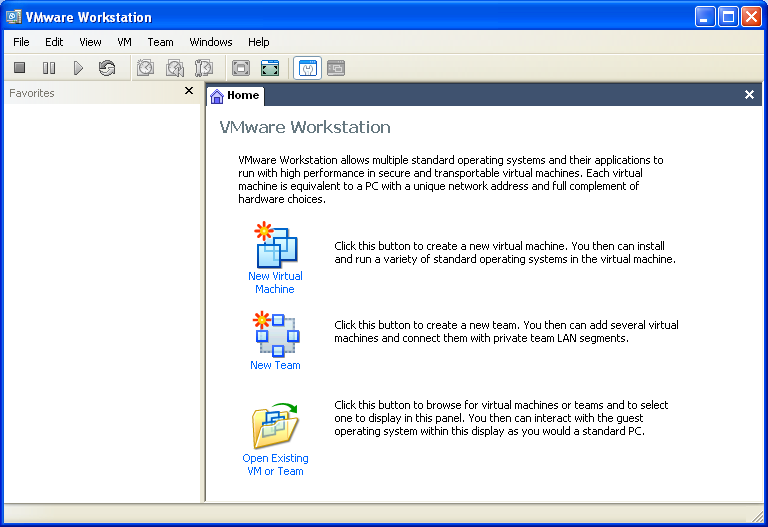 VMware Workstation
File Edit View VM Team Windows Help
Favorites
Home
VMware Workstation
VMware Workstation allows multiple standard operating systems and their applications to
run with high performance in secure and transportable virtual machines. Each virtual
machine is equivalent to a PC with a unique network address and full complement of
hardware choices.
New Virtual
Machine
Click this button to create a new virtual machine. You then can install
and run a variety of standard operating systems in the virtual machine.
New Team
Click this button to create a new team. You then can add several virtual
machines and connect them with private team LAN segments.
Open Existing
VM or Team
Click this button to browse for virtual machines or teams and to select
one to display in this panel. You then can interact with the guest
operating system within this display as you would a standard PC.